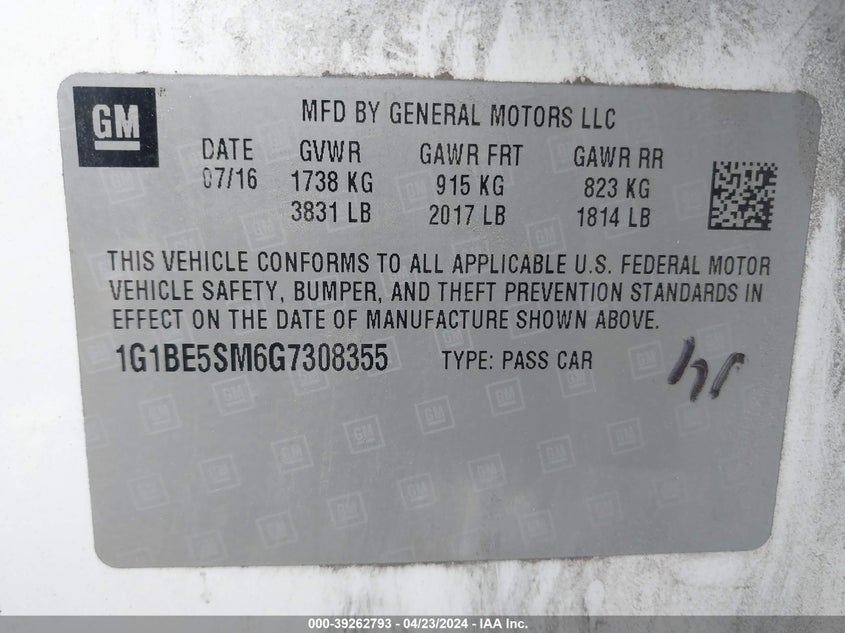 GM
MFD BY GENERAL MOTORS LLC
DATE GVWR GAWR FRT GAWR RR
07/16 1738 KG 915 KG 823 KG
3831 LB 2017 LB 1814 LB
THIS VEHICLE CONFORMS TO ALL APPLICABLE U.S. FEDERAL MOTOR
VEHICLE SAFETY, BUMPER, AND THEFT PREVENTION STANDARDS IN
EFFECT ON THE DATE OF MANUFACTURE SHOWN ABOVE.
1G1BE5SM6G7308355 TYPE: PASS CAR
000-39262793 - 04/23/2024 - IAA Inc.